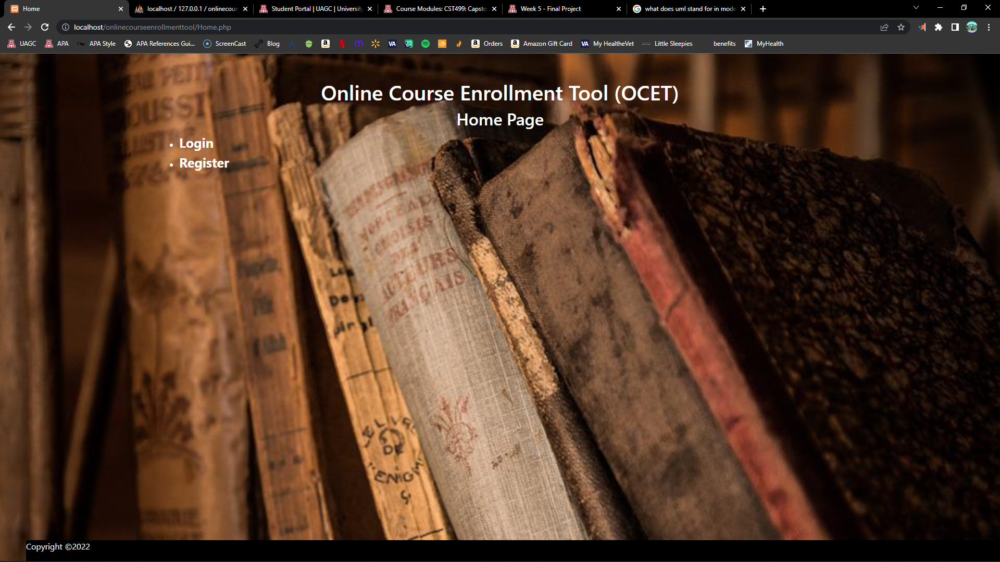 Home
localhost / 127.0.0.1 / onlinecour
Student Portal | UAGC | University
Course Modules: CST499: Capsto
Week 5 - Final Project
what does uml stand for in mode
localhost/onlinecourseenrollmenttool/Home.php
UAGC
APA
APA Style
APA References Gui...
ScreenCast
Blog
VA
Orders
Amazon Gift Card
VA
My HealtheVet
Little Sleepies
benefits
MyHealth
Online Course Enrollment Tool (OCET)
Home Page
• Login
• Register
DE
Copyright ©2022